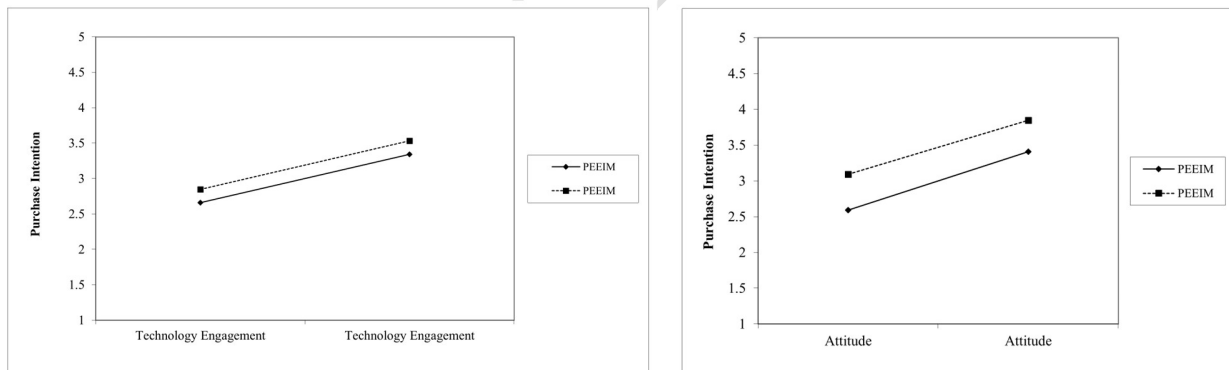 5
4.5
4
3.5
3
2.5
2
1.5
1
Purchase Intention
Technology Engagement
Technology Engagement
PEEIM
PEEIM
5
4.5
4
3.5
3
2.5
2
1.5
1
Purchase Intention
Attitude
Attitude
PEEIM
PEEIM